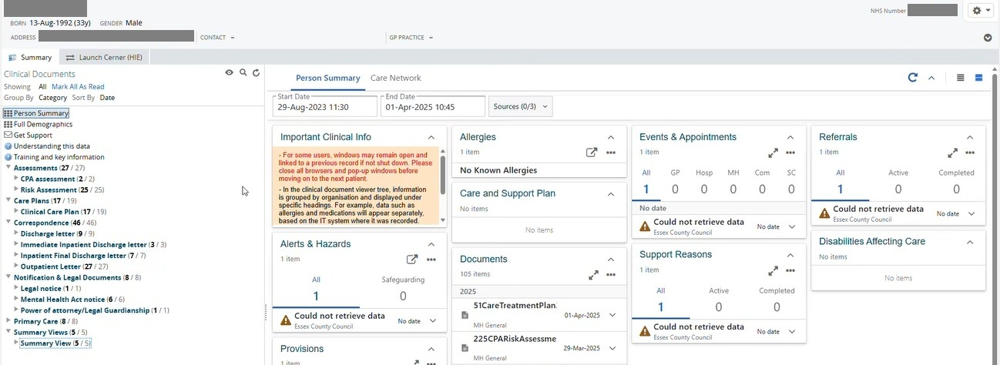 NHS Number
BORN 13-Aug-1992 (33y) GENDER Male
ADDRESS CONTACT – GP PRACTICE –
Summary Launch Cerner (HIE)
Clinical Documents
Showing All Mark All As Read
Group By Category Sort By Date
Person Summary
Full Demographics
Get Support
Understanding this data
Training and key information
Assessments (27 / 27)
CPA assessment (2 / 2)
Risk Assessment (25 / 25)
Care Plans (17 / 19)
Clinical Care Plan (17 / 19)
Correspondence (46 / 46)
Discharge letter (9 / 9)
Immediate Inpatient Discharge letter (3 / 3)
Inpatient Final Discharge letter (7 / 7)
Outpatient Letter (27 / 27)
Notification & Legal Documents (8 / 8)
Legal notice (1 / 1)
Mental Health Act notice (6 / 6)
Power of attorney/Legal Guardianship (1 / 1)
Primary Care (8 / 8)
Summary Views (5 / 5)
Summary View (5 / 5)
Person Summary Care Network
Start Date
29-Aug-2023 11:30
End Date
01-Apr-2025 10:45
Sources (0/3)
Important Clinical Info
- For some users, windows may remain open and
linked to a previous record if not shut down. Please
close all browsers and pop-up windows before
moving on to the next patient.
- In the clinical document viewer tree, information
is grouped by organisation and displayed under
specific headings. For example, data such as
allergies and medications will appear separately,
based on the IT system where it was recorded.
Alerts & Hazards
1 item
All Safeguarding
1 0
Could not retrieve data No date
Essex County Council
Provisions
1 item
Allergies
1 item
No Known Allergies
Care and Support Plan
No items
No items
Documents
105 items
2025
51CareTreatmentPlan
01-Apr-2025
MH General
225CPARiskAssessme
29-Mar-2025
MH General
Events & Appointments
1 item
All GP Hosp MH Com SC
1 0 0 0 0 0
No date
Could not retrieve data No date
Essex County Council
Support Reasons
1 item
All Active Completed
1 0 0
Could not retrieve data No date
Essex County Council
Referrals
1 item
All Active Completed
1 0 0
Could not retrieve data No date
Essex County Council
Disabilities Affecting Care
No items
No items